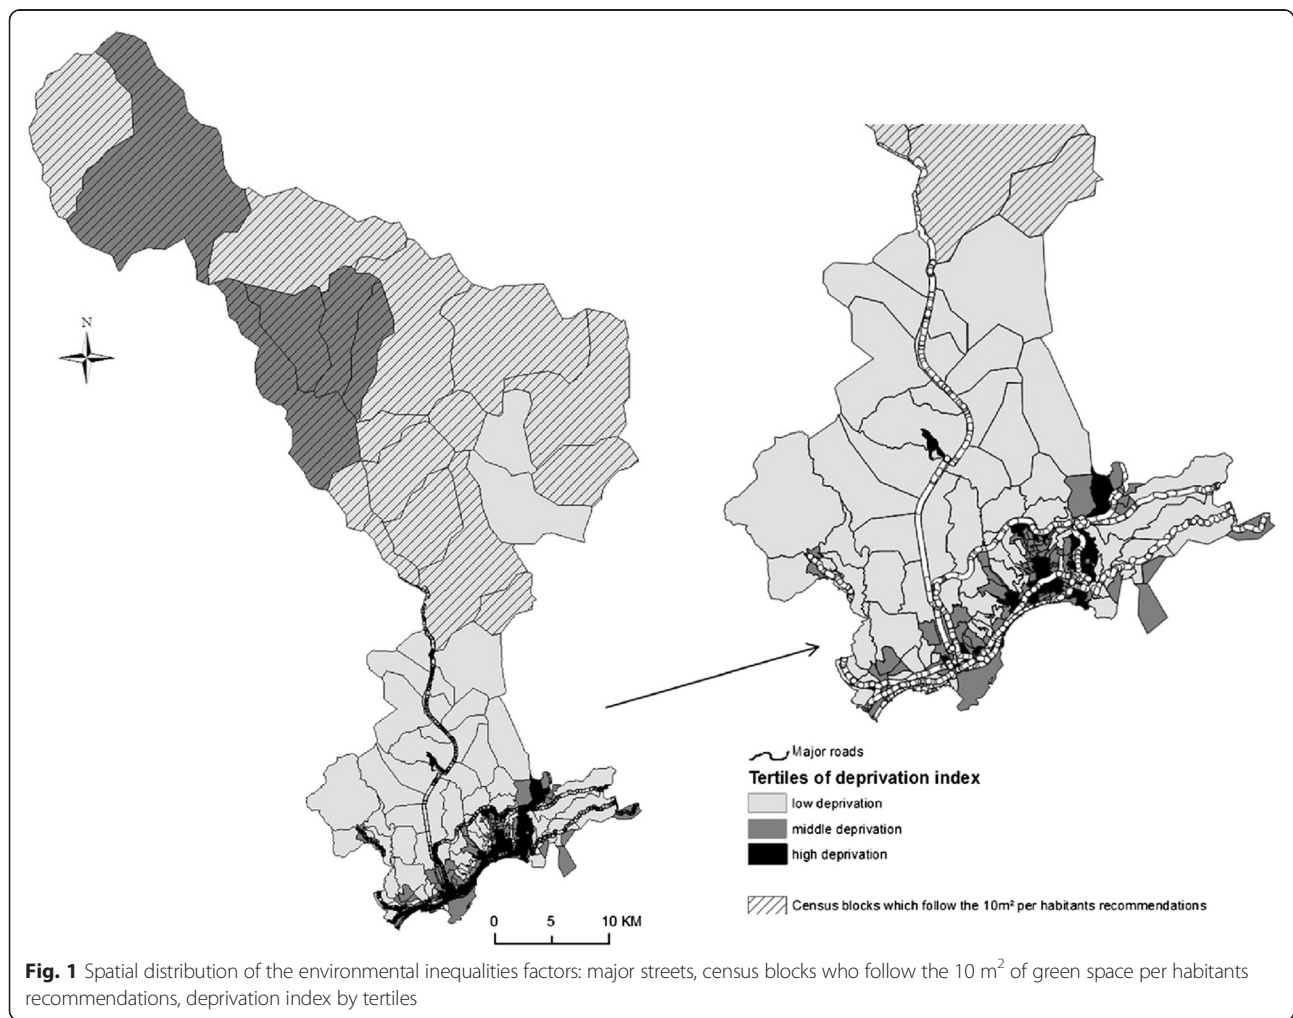 N
Major roads
Tertiles of deprivation index
low deprivation
middle deprivation
high deprivation
Census blocks which follow the 10m² per habitants recommendations
0 5 10 KM
Fig. 1 Spatial distribution of the environmental inequalities factors: major streets, census blocks who follow the 10 m² of green space per habitants
recommendations, deprivation index by tertiles